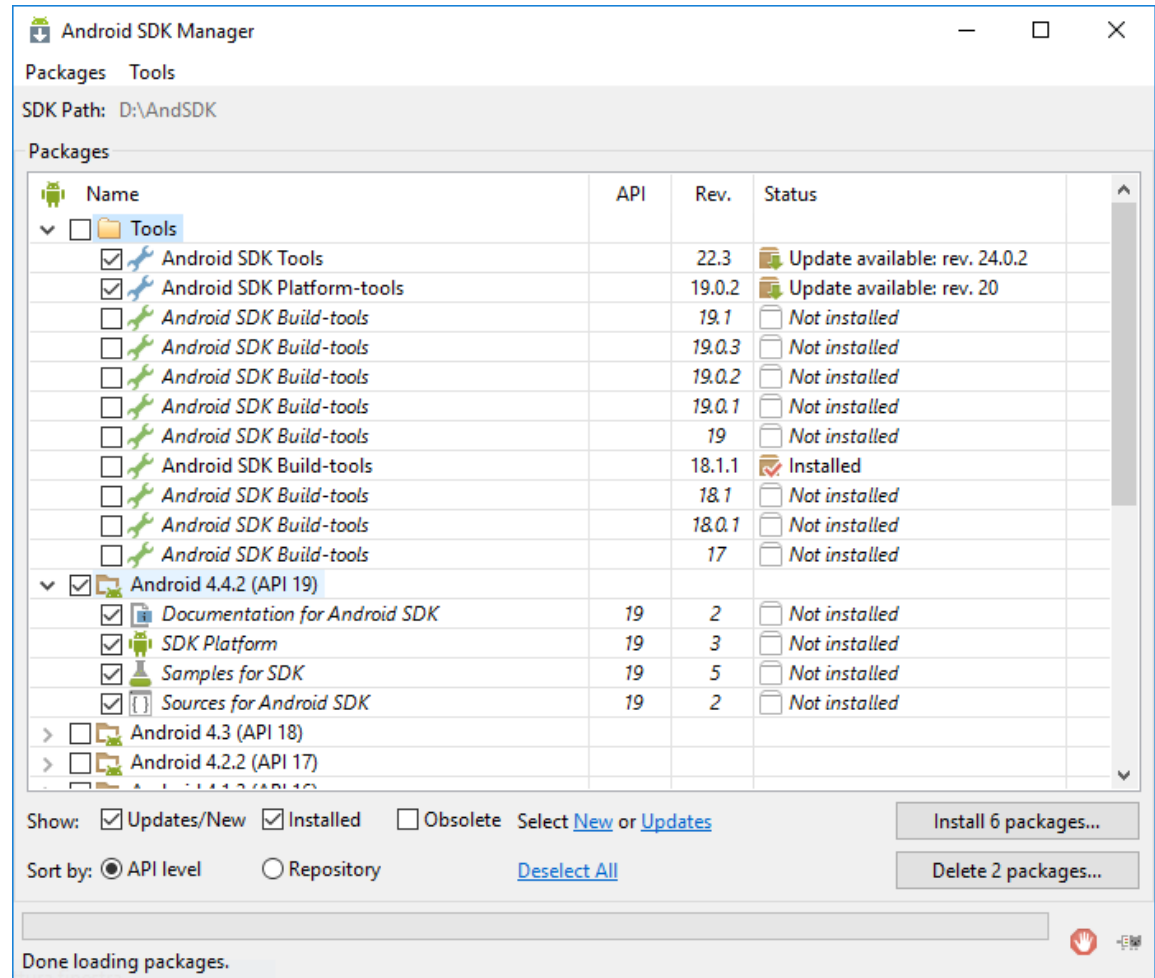 Android SDK Manager
Packages Tools
SDK Path: D:\AndSDK
Packages
Name API Rev. Status
Tools
Android SDK Tools 22.3 Update available: rev. 24.0.2
Android SDK Platform-tools 19.0.2 Update available: rev. 20
Android SDK Build-tools 19.1 Not installed
Android SDK Build-tools 19.0.3 Not installed
Android SDK Build-tools 19.0.2 Not installed
Android SDK Build-tools 19.0.1 Not installed
Android SDK Build-tools 19 Not installed
Android SDK Build-tools 18.1.1 Installed
Android SDK Build-tools 18.1 Not installed
Android SDK Build-tools 18.0.1 Not installed
Android SDK Build-tools 17 Not installed
Android 4.4.2 (API 19)
Documentation for Android SDK 19 2 Not installed
SDK Platform 19 3 Not installed
Samples for SDK 19 5 Not installed
Sources for Android SDK 19 2 Not installed
Android 4.3 (API 18)
Android 4.2.2 (API 17)
Show: Updates/New Installed Obsolete Select New or Updates Install 6 packages...
Sort by: API level Repository Deselect All Delete 2 packages...
Done loading packages.